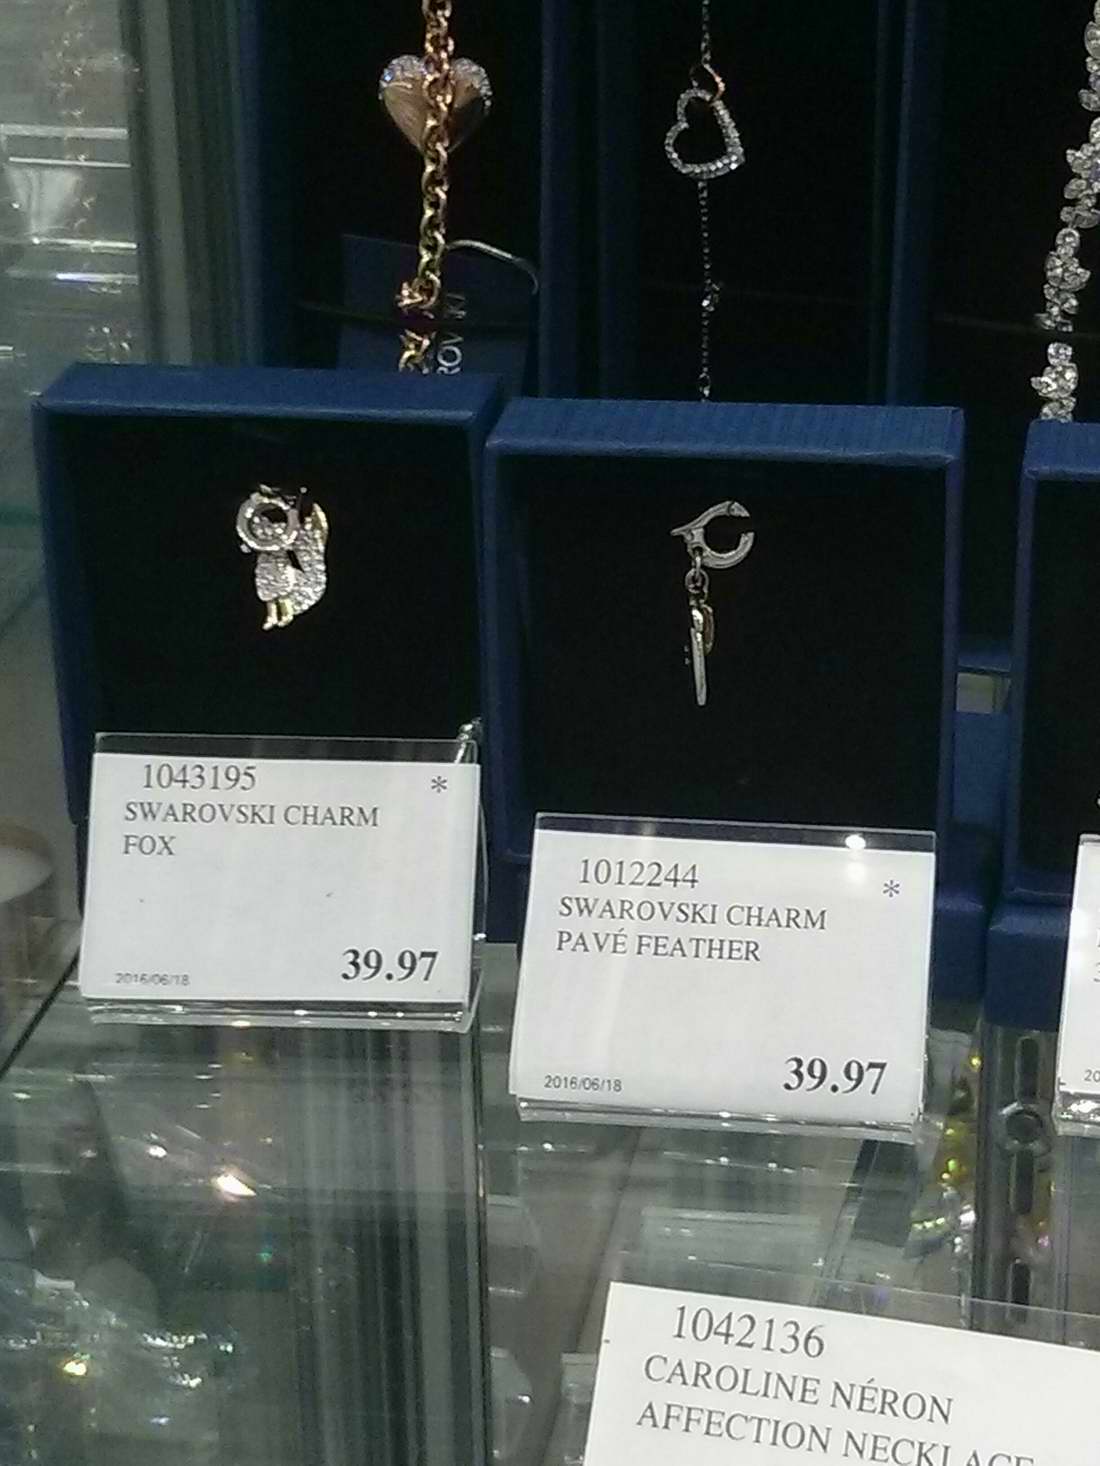 1043195 *
SWAROVSKI CHARM
FOX
39.97
2016/06/18
1012244 *
SWAROVSKI CHARM
PAVÉ FEATHER
39.97
2016/06/18
1042136
CAROLINE NÉRON
AFFECTION NECKLACE